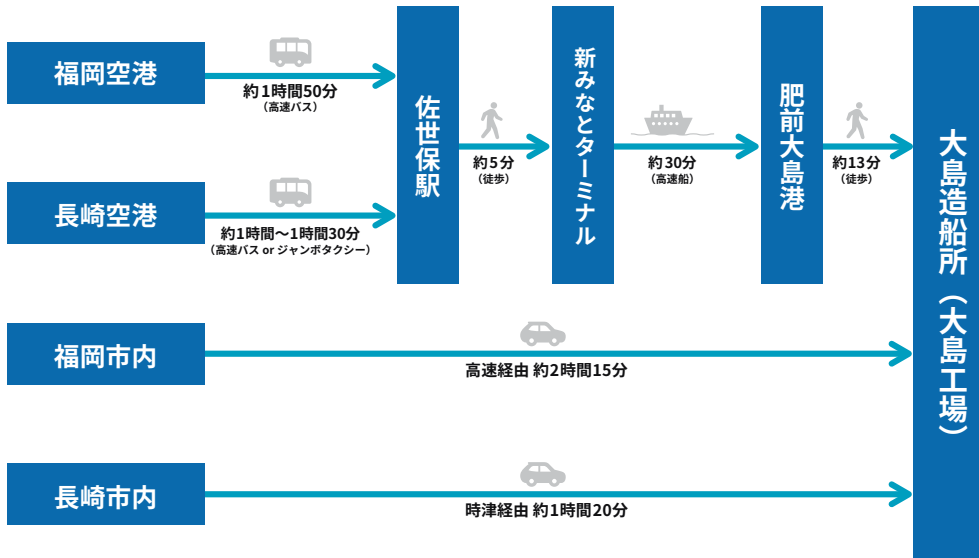 福岡空港
約1時間50分
（高速バス）
長崎空港
約1時間〜1時間30分
（高速バス or ジャンボタクシー）
佐世保駅
約5分
（徒歩）
新みなとターミナル
約30分
（高速船）
肥前大島港
約13分
（徒歩）
大島造船所（大島工場）
福岡市内
高速経由 約2時間15分
長崎市内
時津経由 約1時間20分